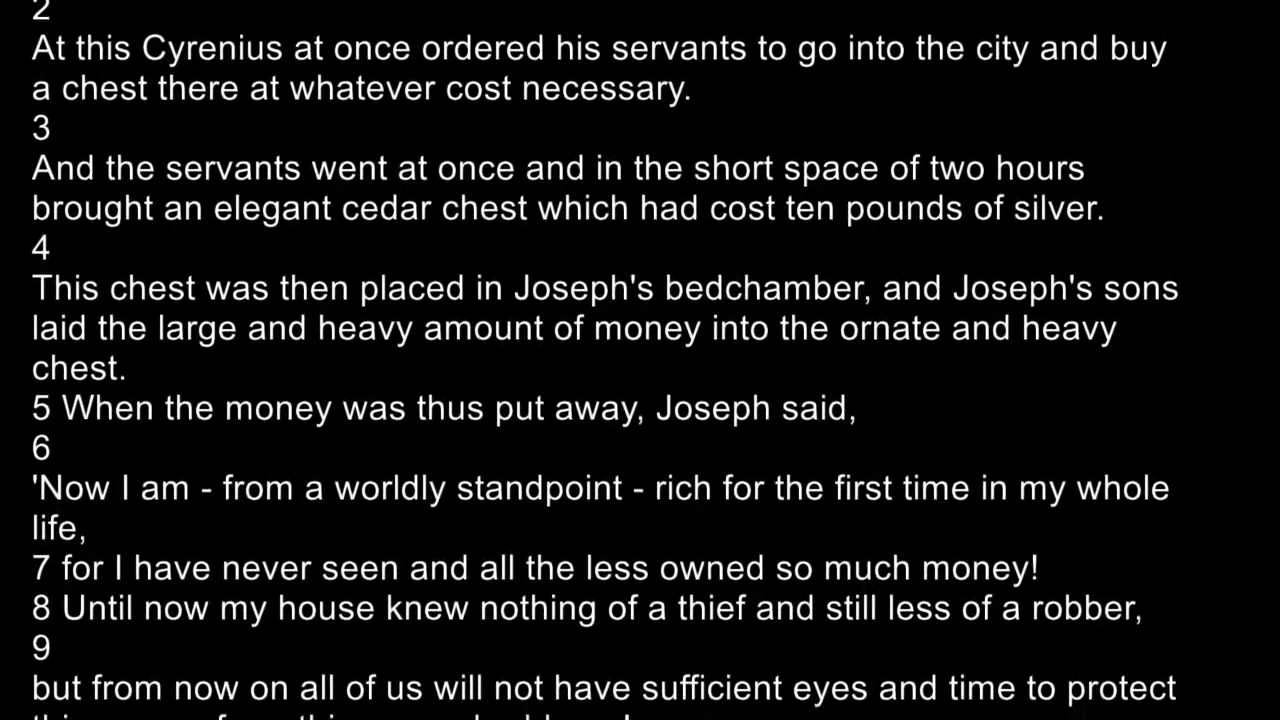 2
At this Cyrenius at once ordered his servants to go into the city and buy
a chest there at whatever cost necessary.
3
And the servants went at once and in the short space of two hours
brought an elegant cedar chest which had cost ten pounds of silver.
4
This chest was then placed in Joseph's bedchamber, and Joseph's sons
laid the large and heavy amount of money into the ornate and heavy
chest.
5 When the money was thus put away, Joseph said,
6
'Now I am - from a worldly standpoint - rich for the first time in my whole
life,
7 for I have never seen and all the less owned so much money!
8 Until now my house knew nothing of a thief and still less of a robber,
9
but from now on all of us will not have sufficient eyes and time to protect